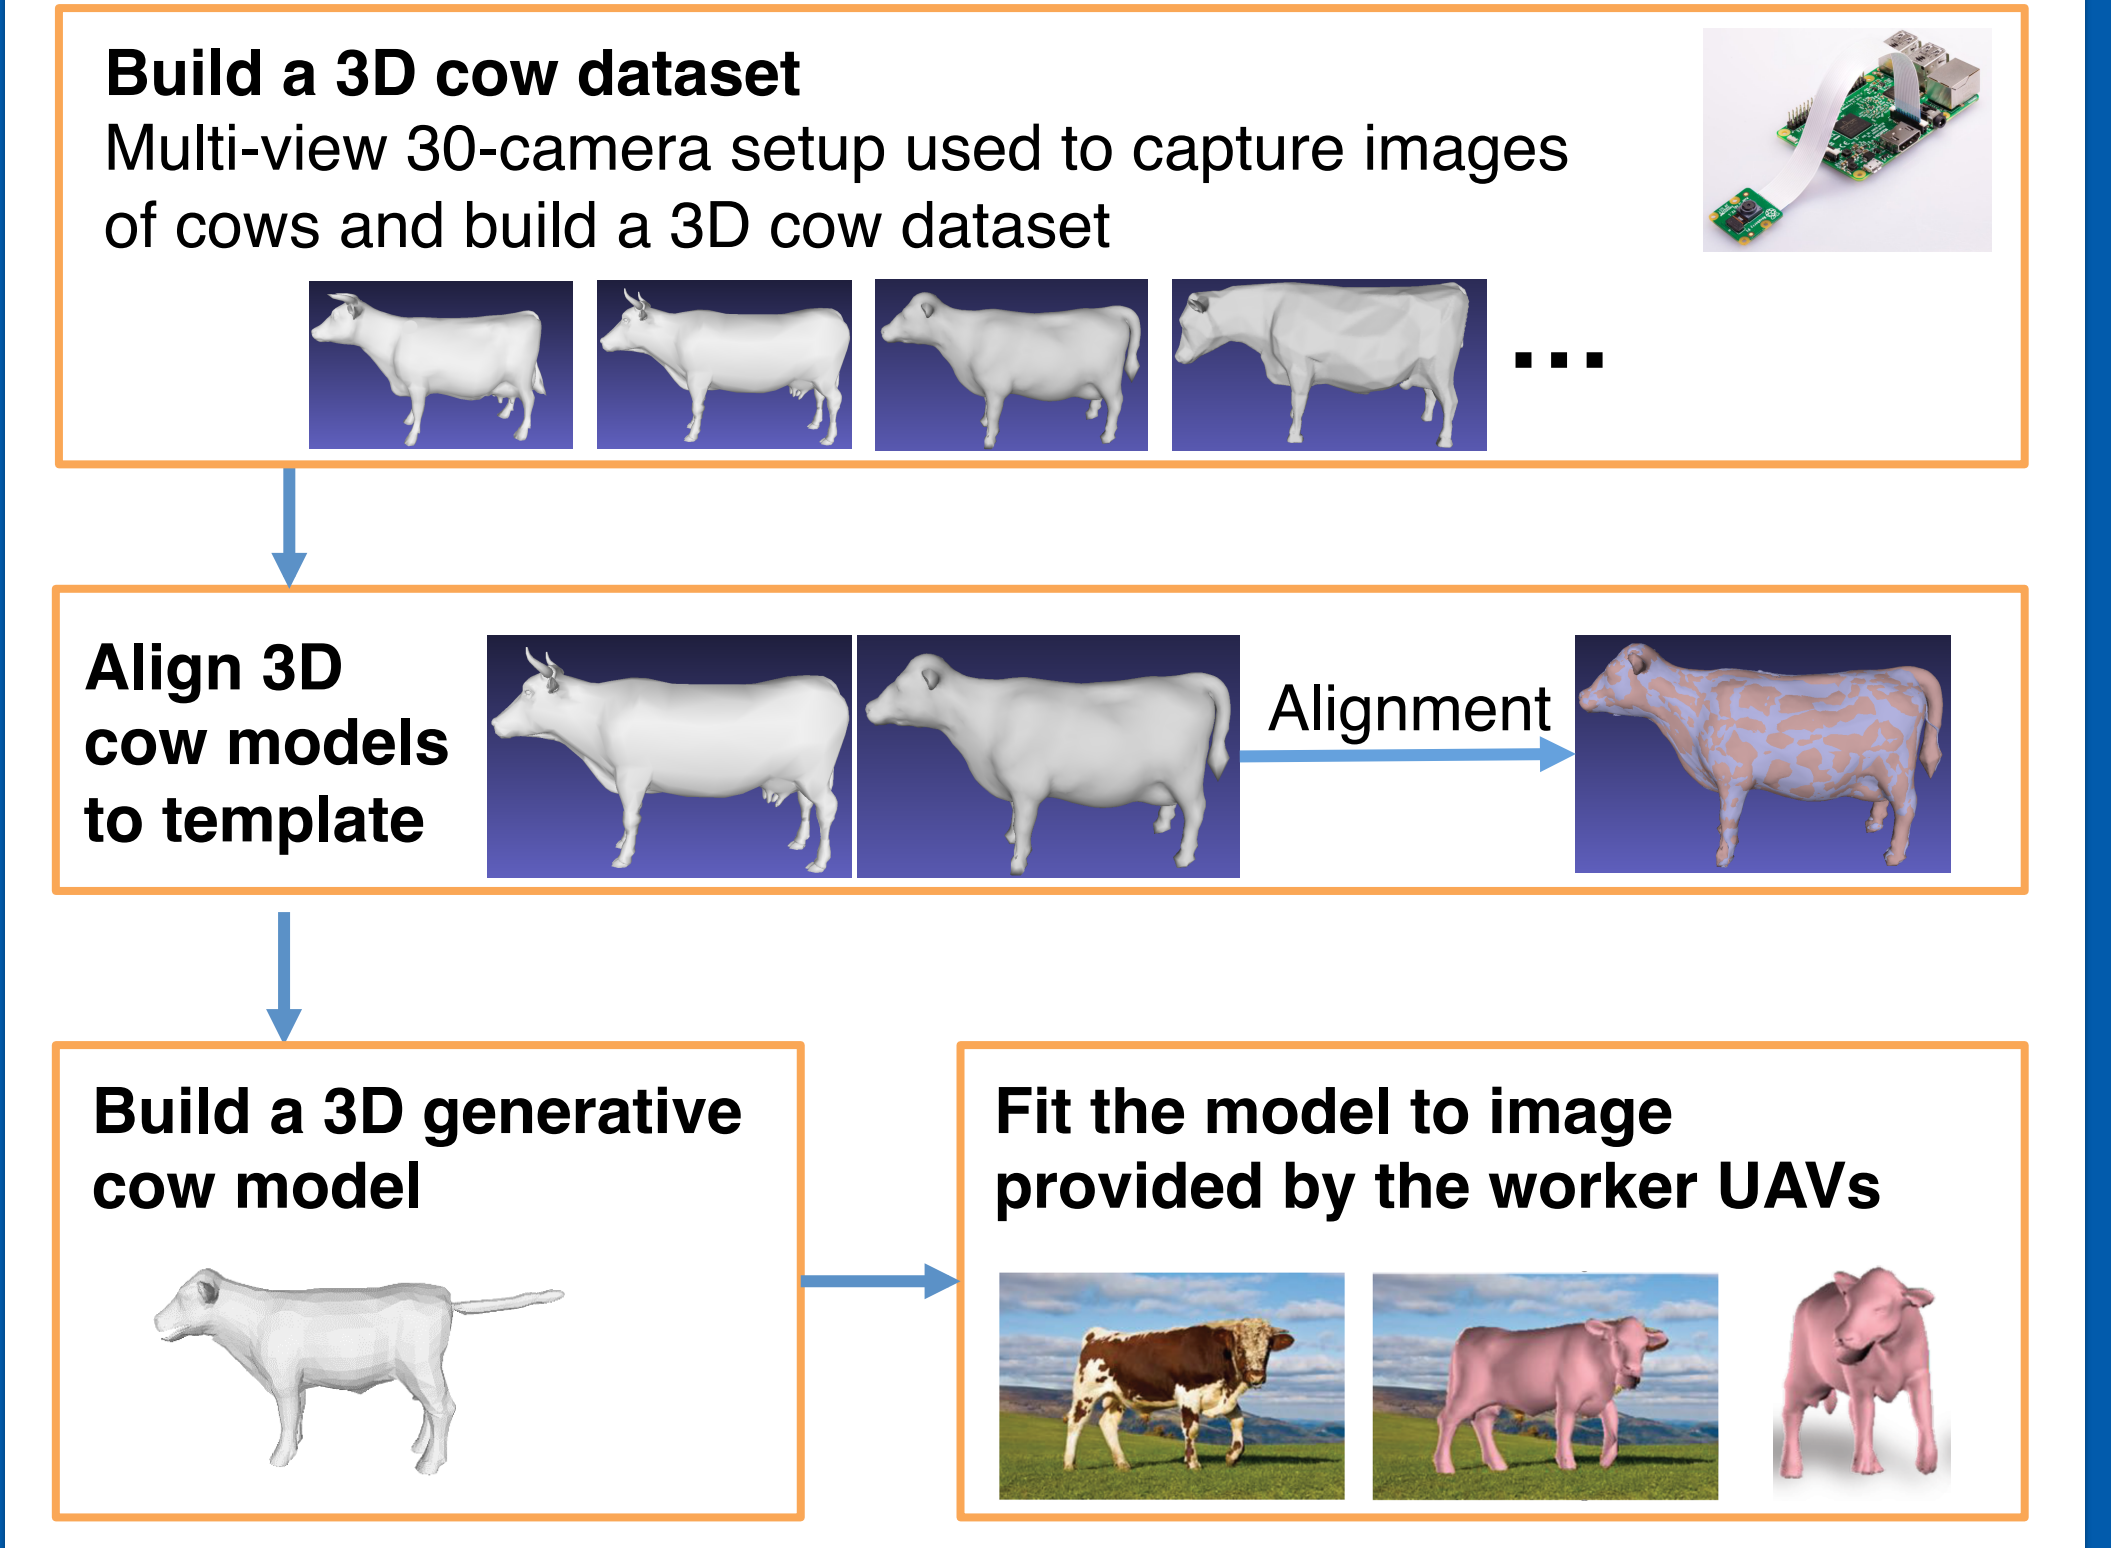 Build a 3D cow dataset
Multi-view 30-camera setup used to capture images
of cows and build a 3D cow dataset
...
Align 3D
cow models
to template
Alignment
Build a 3D generative
cow model
Fit the model to image
provided by the worker UAVs